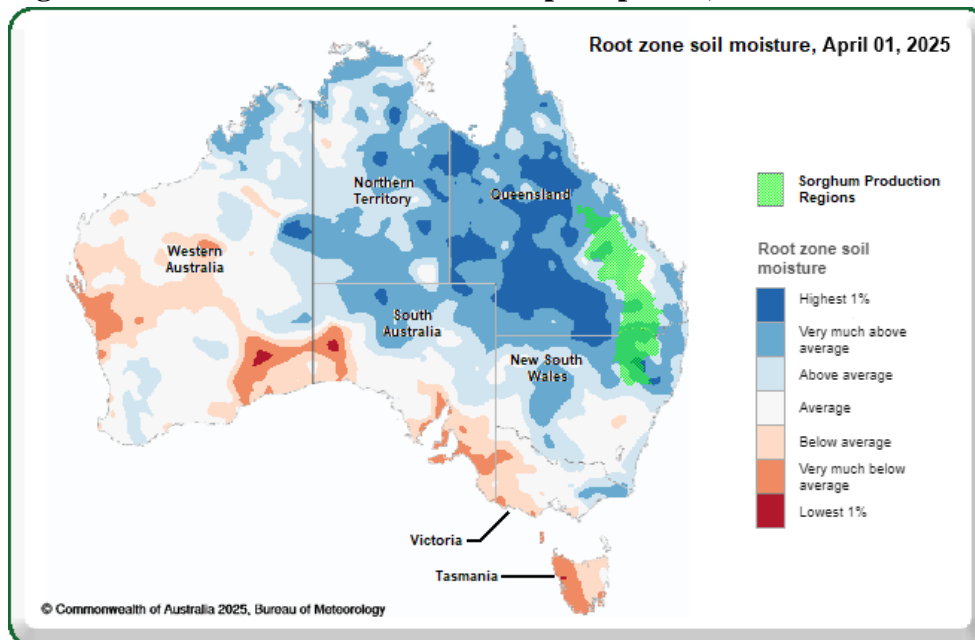 Root zone soil moisture, April 01, 2025
Northern
Territory
Queensland
Sorghum Production
Regions
Western
Australia
Root zone soil
moisture
South
Australia
Highest 1%
Very much above
average
New South
Wales
Above average
Average
Below average
Very much below
average
Lowest 1%
Victoria
Tasmania
© Commonwealth of Australia 2025, Bureau of Meteorology